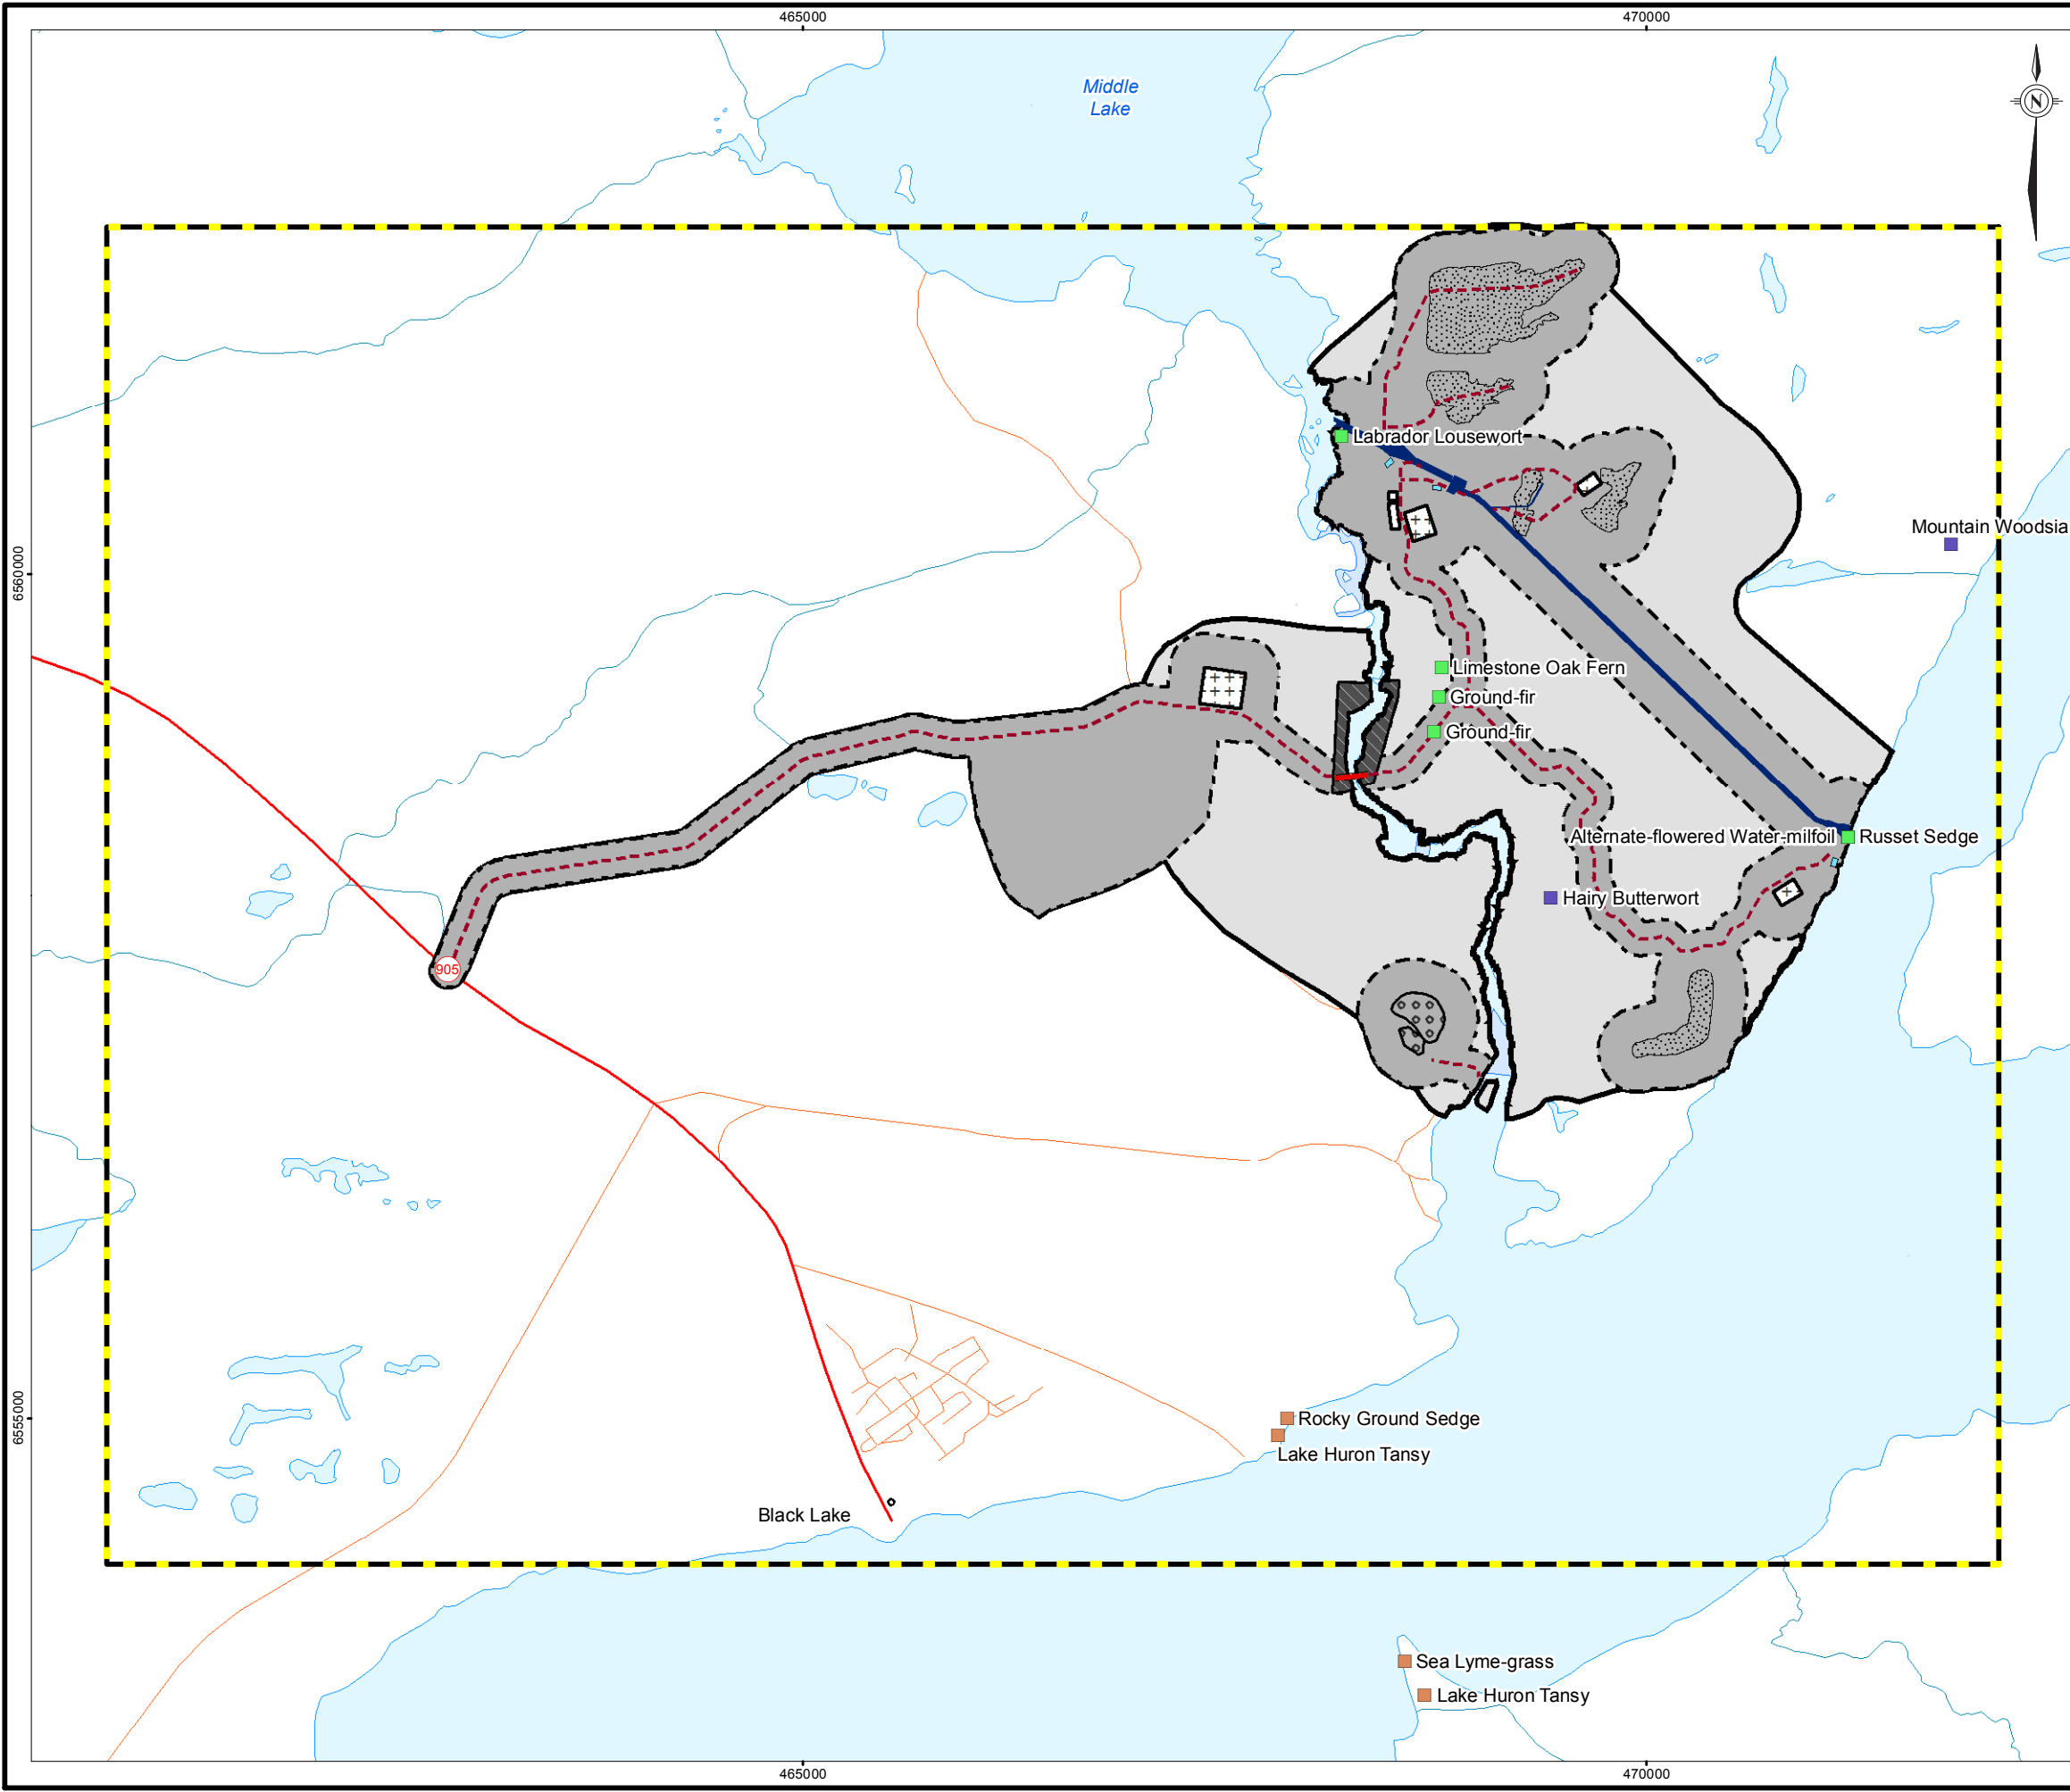 465000
470000
Middle
Lake
N
Labrador Lousewort
Mountain Woodsia
6560000
Limestone Oak Fern
Ground-fir
Ground-fir
Alternate-flowered Water-milfoil
Russet Sedge
Hairy Butterwort
905
Rocky Ground Sedge
6555000
Lake Huron Tansy
Black Lake
Sea Lyme-grass
Lake Huron Tansy
465000
470000